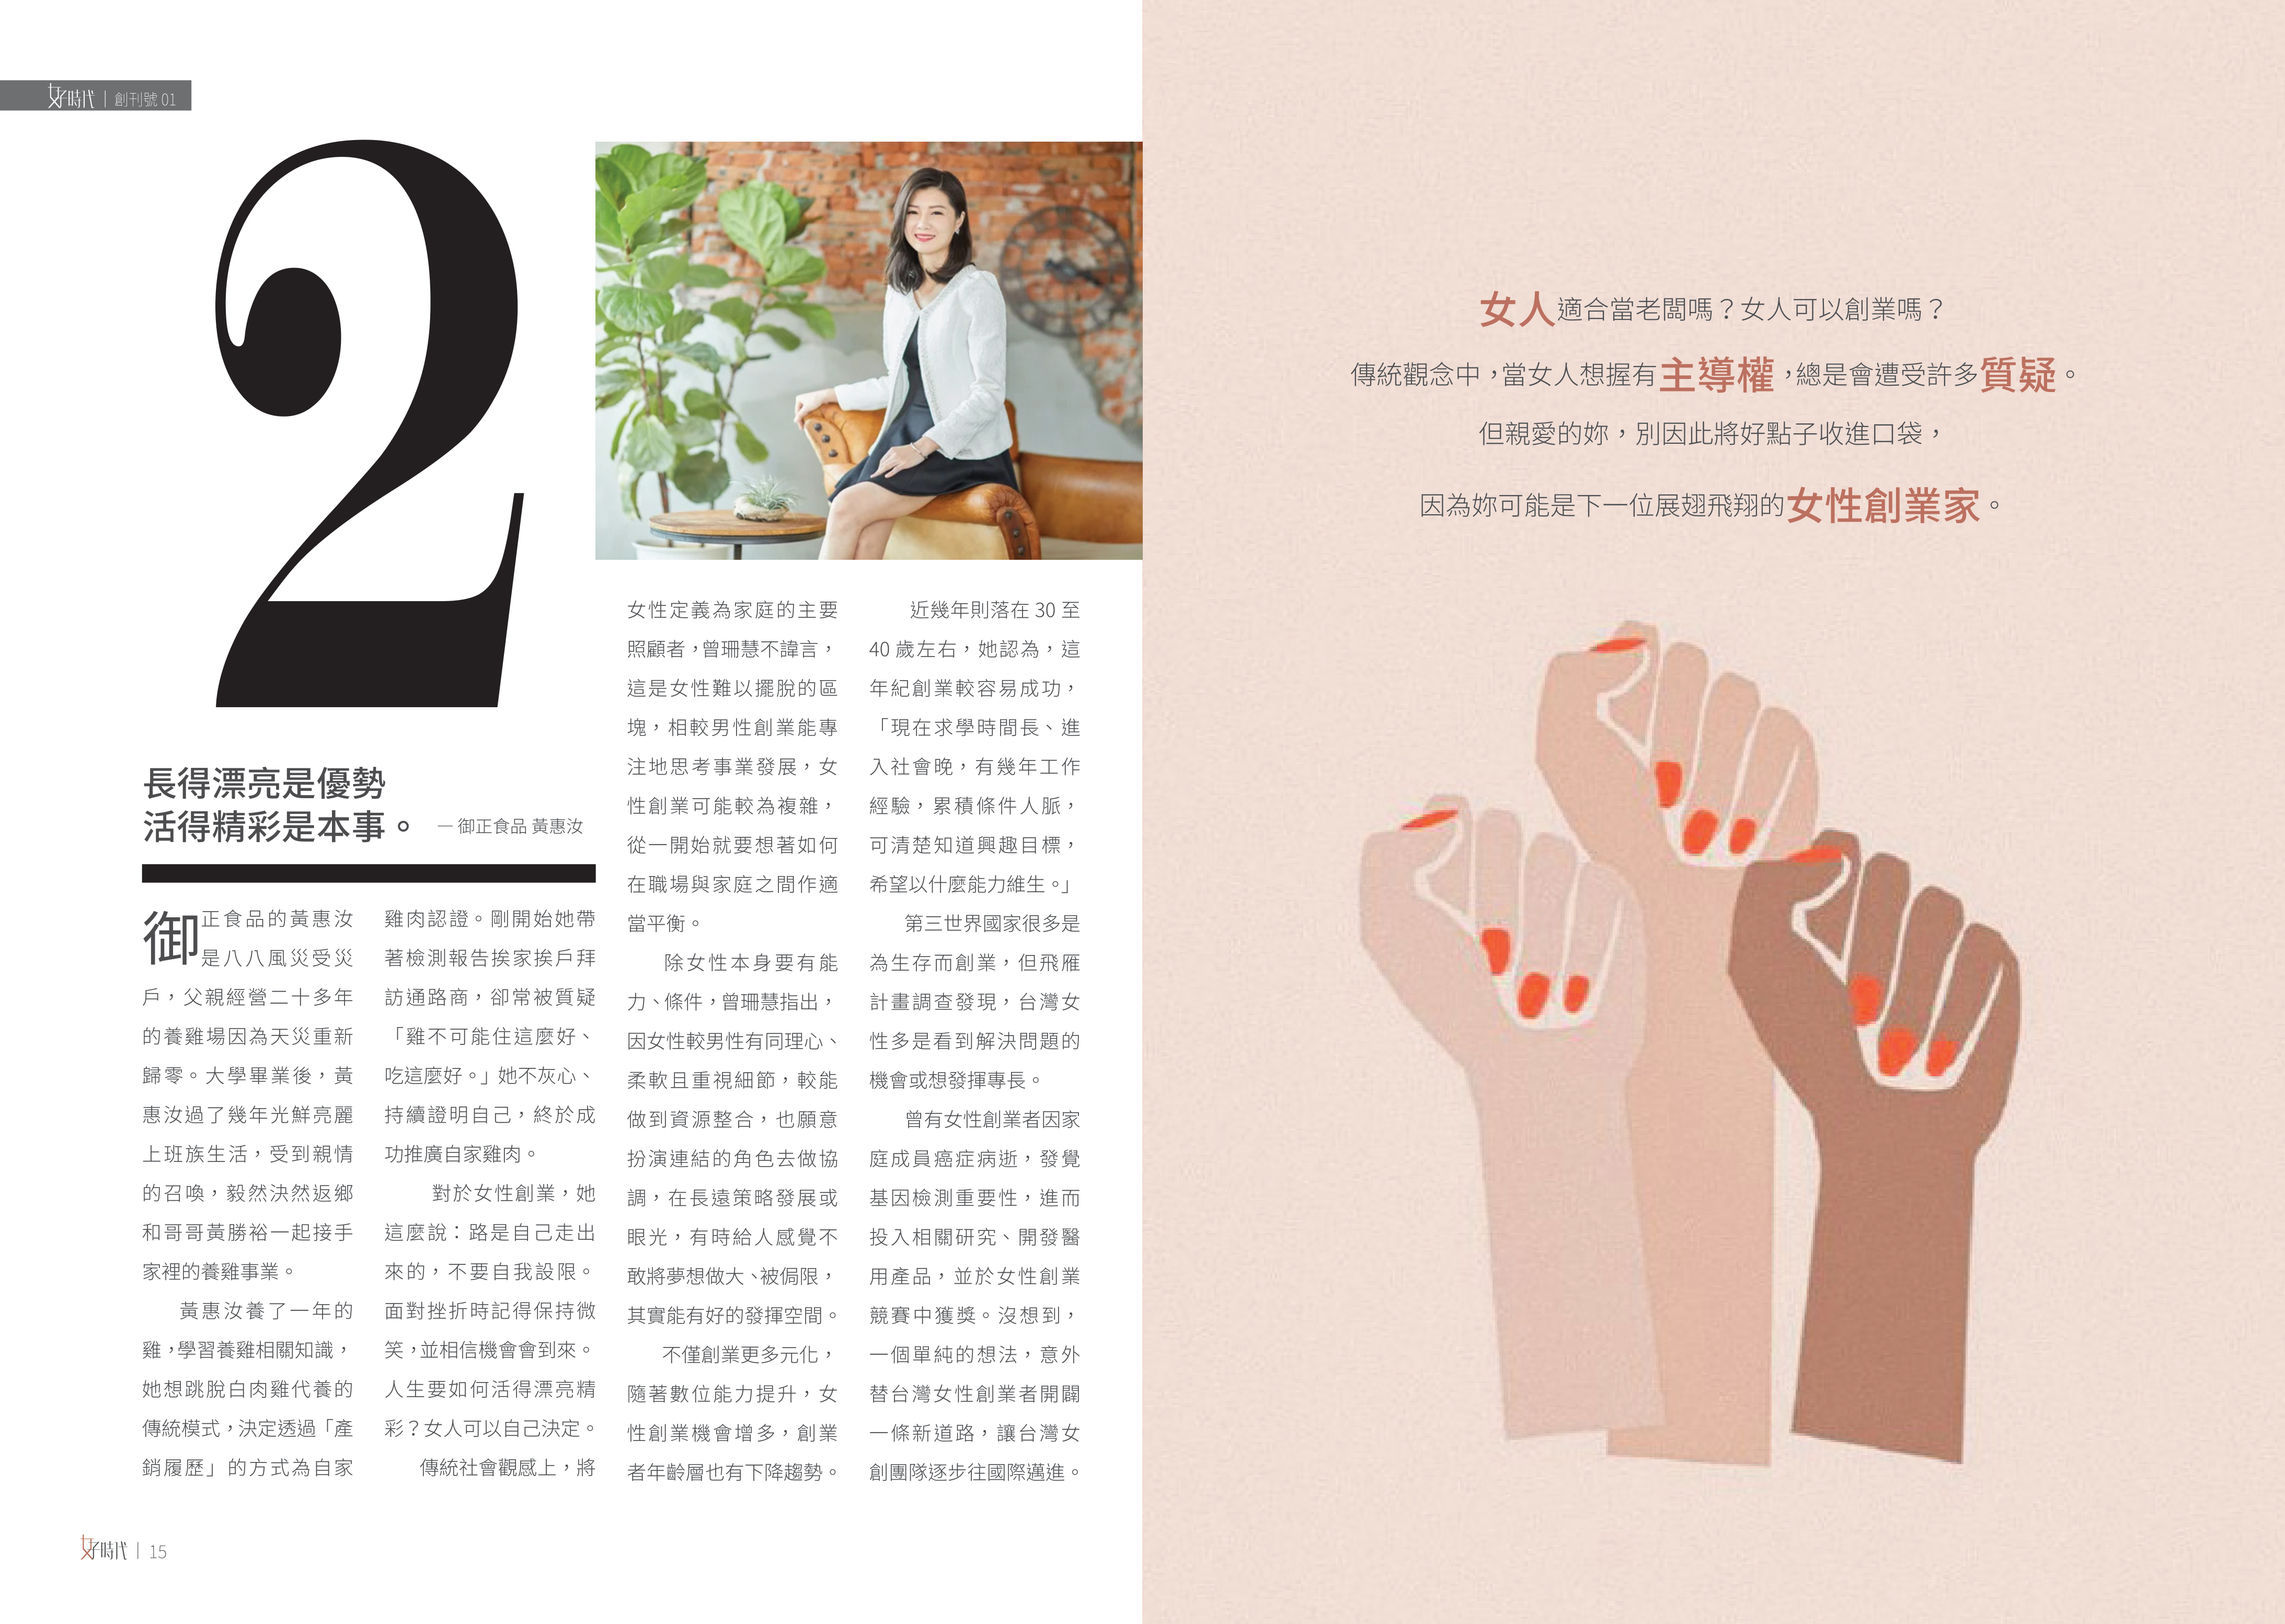 女子時代｜創刊號 01
2
長得漂亮是優勢
活得精彩是本事。 — 御正食品 黃惠汝
御正食品的黃惠汝
是八八風災受災
戶，父親經營二十多年
的養雞場因為天災重新
歸零。大學畢業後，黃
惠汝過了幾年光鮮亮麗
上班族生活，受到親情
的召喚，毅然決然返鄉
和哥哥黃勝裕一起接手
家裡的養雞事業。
黃惠汝養了一年的
雞，學習養雞相關知識，
她想跳脫白肉雞代養的
傳統模式，決定透過「產
銷履歷」的方式為自家
雞肉認證。剛開始她帶
著檢測報告挨家挨戶拜
訪通路商，卻常被質疑
「雞不可能住這麼好、
吃這麼好。」她不灰心、
持續證明自己，終於成
功推廣自家雞肉。
對於女性創業，她
這麼說：路是自己走出
來的，不要自我設限。
面對挫折時記得保持微
笑，並相信機會會到來。
人生要如何活得漂亮精
彩？女人可以自己決定。
傳統社會觀感上，將
女性定義為家庭的主要
照顧者，曾珊慧不諱言，
這是女性難以擺脫的區
塊，相較男性創業能專
注地思考事業發展，女
性創業可能較為複雜，
從一開始就要想著如何
在職場與家庭之間作適
當平衡。
除女性本身要有能
力、條件，曾珊慧指出，
因女性較男性有同理心、
柔軟且重視細節，較能
做到資源整合，也願意
扮演連結的角色去做協
調，在長遠策略發展或
眼光，有時給人感覺不
敢將夢想做大、被侷限，
其實能有好的發揮空間。
不僅創業更多元化，
隨著數位能力提升，女
性創業機會增多，創業
者年齡層也有下降趨勢。
近幾年則落在 30 至
40 歲左右，她認為，這
年紀創業較容易成功，
「現在求學時間長、進
入社會晚，有幾年工作
經驗，累積條件人脈，
可清楚知道興趣目標，
希望以什麼能力維生。」
第三世界國家很多是
為生存而創業，但飛雁
計畫調查發現，台灣女
性多是看到解決問題的
機會或想發揮專長。
曾有女性創業者因家
庭成員癌症病逝，發覺
基因檢測重要性，進而
投入相關研究、開發醫
用產品，並於女性創業
競賽中獲獎。沒想到，
一個單純的想法，意外
替台灣女性創業者開闢
一條新道路，讓台灣女
創團隊逐步往國際邁進。
女子時代｜15
女人適合當老闆嗎？女人可以創業嗎？
傳統觀念中，當女人想握有主導權，總是會遭受許多質疑。
但親愛的妳，別因此將好點子收進口袋，
因為妳可能是下一位展翅飛翔的女性創業家。